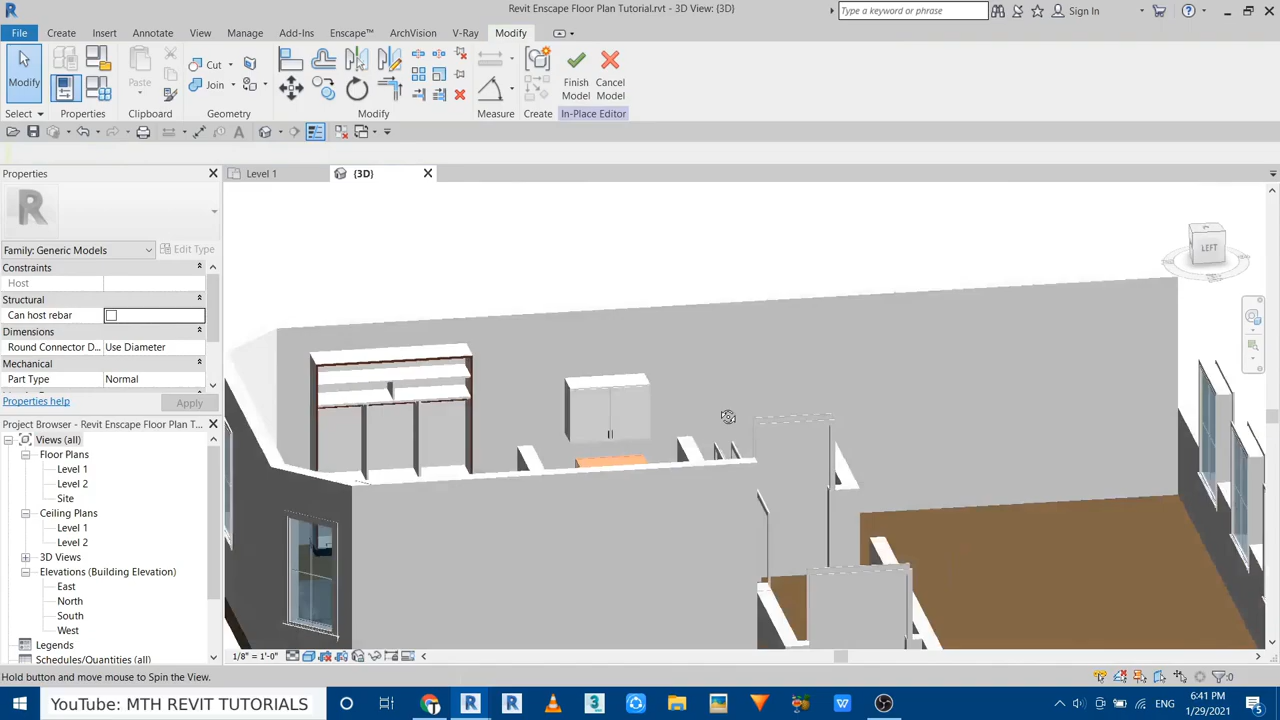 Revit Enscape Floor Plan Tutorial.rvt - 3D View: {3D}
Type a keyword or phrase
Sign In
File Create Insert Annotate View Manage Add-Ins Enscape™ ArchVision V-Ray Modify
Modify
Paste
Cut
Join
Finish Model
Cancel Model
Select Properties Clipboard Geometry Modify Measure Create In-Place Editor
Properties
Level 1
{3D}
Family: Generic Models
Edit Type
Constraints
Host
Structural
Can host rebar
Dimensions
Round Connector D... Use Diameter
Mechanical
Part Type Normal
Properties help
Apply
Project Browser - Revit Enscape Floor Plan T...
Views (all)
Floor Plans
Level 1
Level 2
Site
Ceiling Plans
Level 1
Level 2
3D Views
Elevations (Building Elevation)
East
North
South
West
Legends
Schedules/Quantities (all)
LEFT
1/8" = 1'-0"
Hold button and move mouse to Spin the View.
:0
YouTube: MTH REVIT TUTORIALS
ENG
6:41 PM
1/29/2021
5